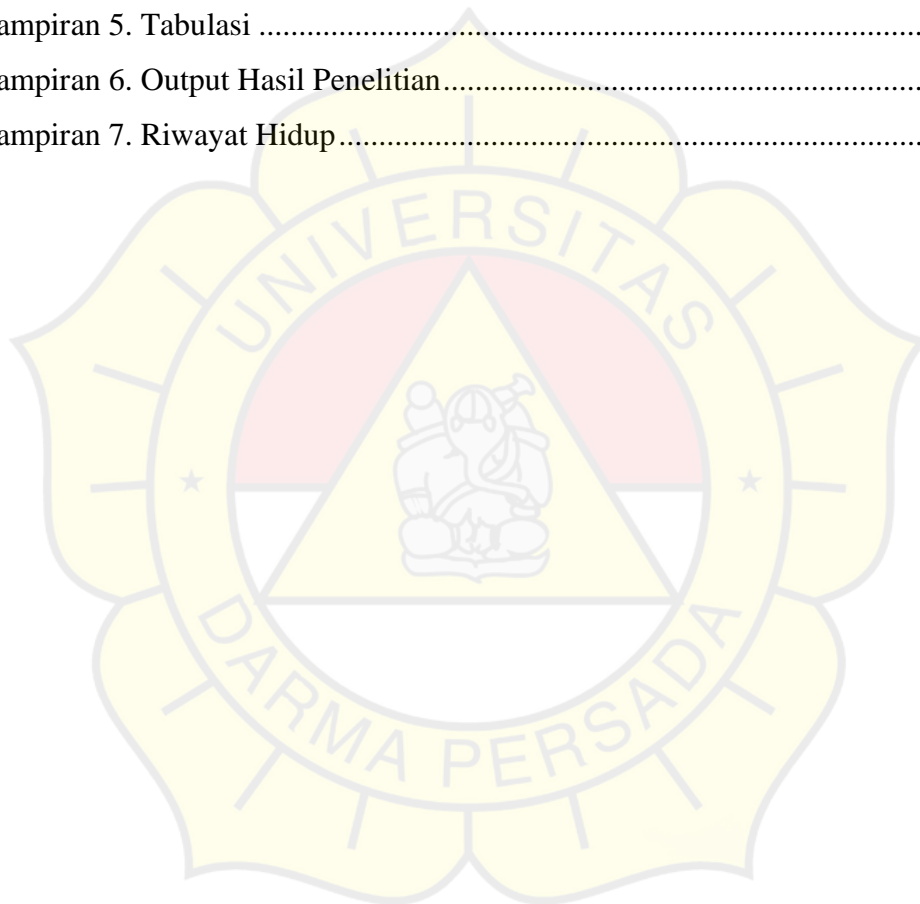 ampiran 5. Tabulasi ........................................................................................
ampiran 6. Output Hasil Penelitian ................................................................
ampiran 7. Riwayat Hidup .............................................................................
UNIVERSITAS
DARMA PERSADA